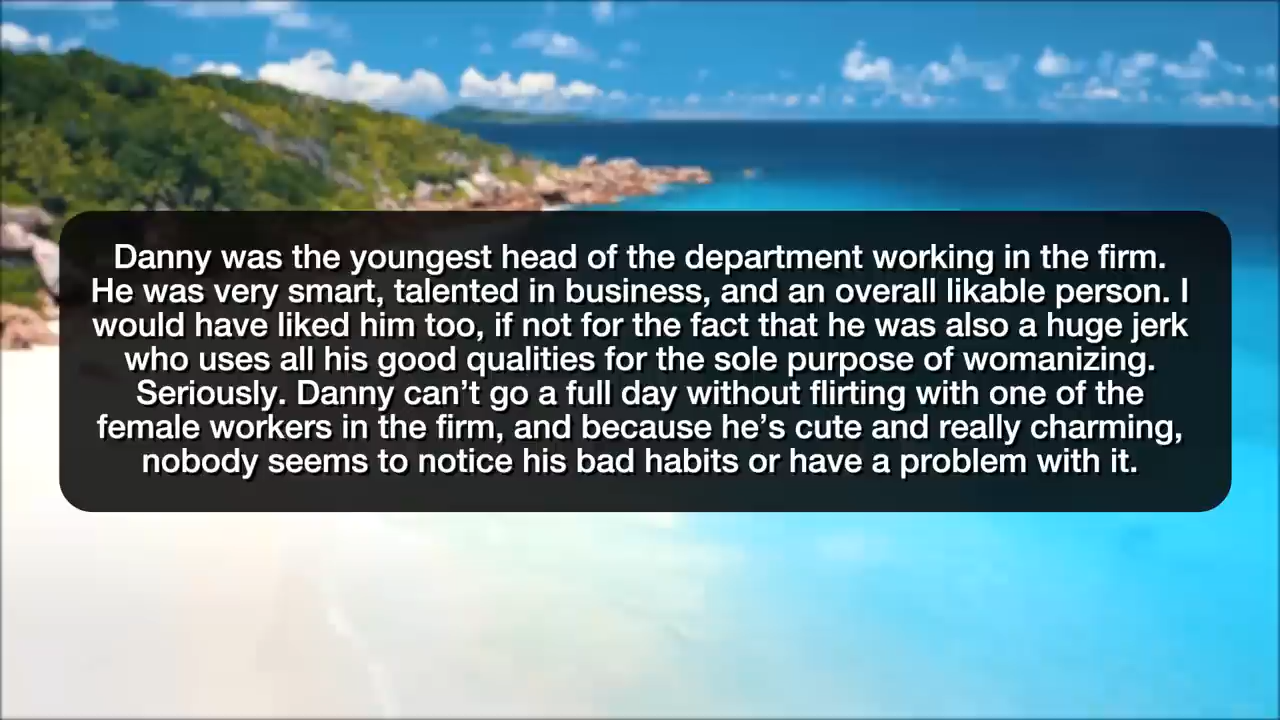 Danny was the youngest head of the department working in the firm.
He was very smart, talented in business, and an overall likable person. I
would have liked him too, if not for the fact that he was also a huge jerk
who uses all his good qualities for the sole purpose of womanizing.
Seriously. Danny can’t go a full day without flirting with one of the
female workers in the firm, and because he’s cute and really charming,
nobody seems to notice his bad habits or have a problem with it.